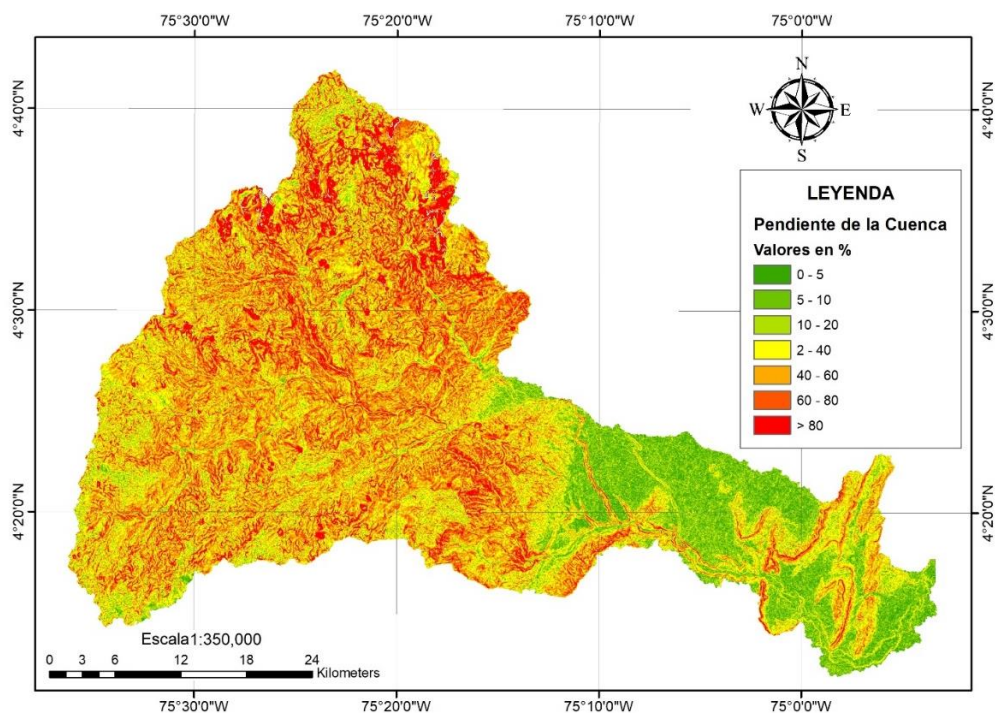 75°30'0"W 75°20'0"W 75°10'0"W 75°0'0"W
N
W E
S
4°40'0"N 4°40'0"N
LEYENDA
Pendiente de la Cuenca
Valores en %
0 - 5
5 - 10
10 - 20
2 - 40
40 - 60
60 - 80
> 80
4°30'0"N 4°30'0"N
4°20'0"N 4°20'0"N
Escala1:350,000
0 3 6 12 18 24
Kilometers
75°30'0"W 75°20'0"W 75°10'0"W 75°0'0"W